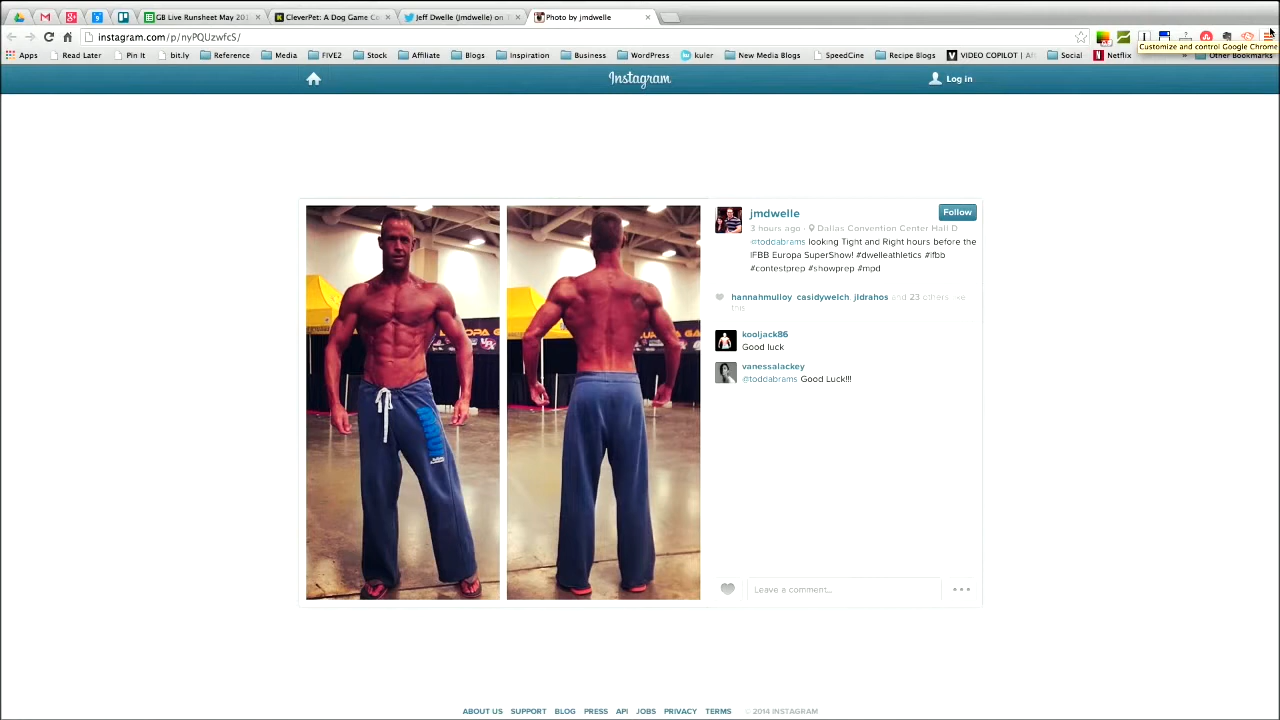 GB Live Runsheet May 201
CleverPet: A Dog Game Co
Jeff Dwelle (Jmdwelle) on T
Photo by jmdwelle
instagram.com/p/nyPQUzwfcS/
Customize and control Google Chrome
Apps Read Later Pin It bit.ly Reference Media FIVE2 Stock Affiliate Blogs Inspiration Business WordPress kuler New Media Blogs SpeedCine Recipe Blogs VIDEO COPILOT | Af Social Netflix » Other Bookmarks
Instagram
Log in
jmdwelle
Follow
3 hours ago · Dallas Convention Center Hall D
@toddabrams looking Tight and Right hours before the
IFBB Europa SuperShow! #dwelleathletics #ifbb
#contestprep #showprep #mpd
hannahmulloy, casidywelch, jldrahos and 23 others like
this.
kooljack86
Good luck
vanessalackey
@toddabrams Good Luck!!!
Leave a comment...
ABOUT US SUPPORT BLOG PRESS API JOBS PRIVACY TERMS © 2014 INSTAGRAM